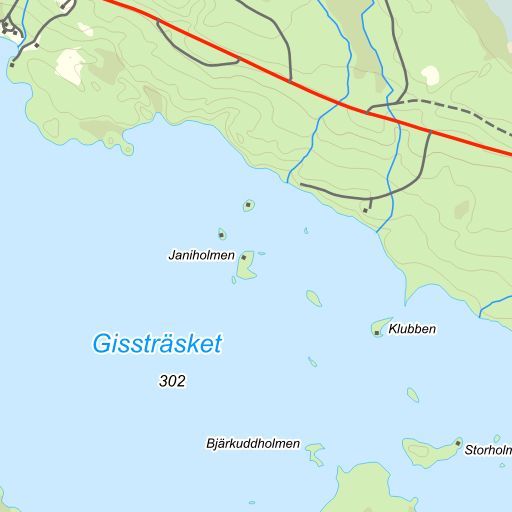 Janiholmen
Klubben
Gissträsket
302
Bjärkuddholmen
Storholm